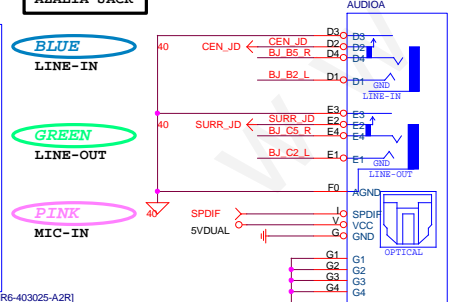 AZALIA JACK
AUDIOA
BLUE
LINE-IN
40
D3 D3
CEN_JD CEN_JD D2 D2
BJ_B5_R D4 D4
BJ_B2_L D1 D1
GND
LINE-IN
GREEN
LINE-OUT
40
E3 E3
SURR_JD SURR_JD E2 E2
BJ_C5_R E4 E4
BJ_C2_L E1 E1
GND
LINE-OUT
F0 AGND
PINK
MIC-IN
40
SPDIF I SPDIF
5VDUAL V VCC
G GND
OPTICAL
G1 G1
G2 G2
G3 G3
G4 G4
R6-403025-A2R]